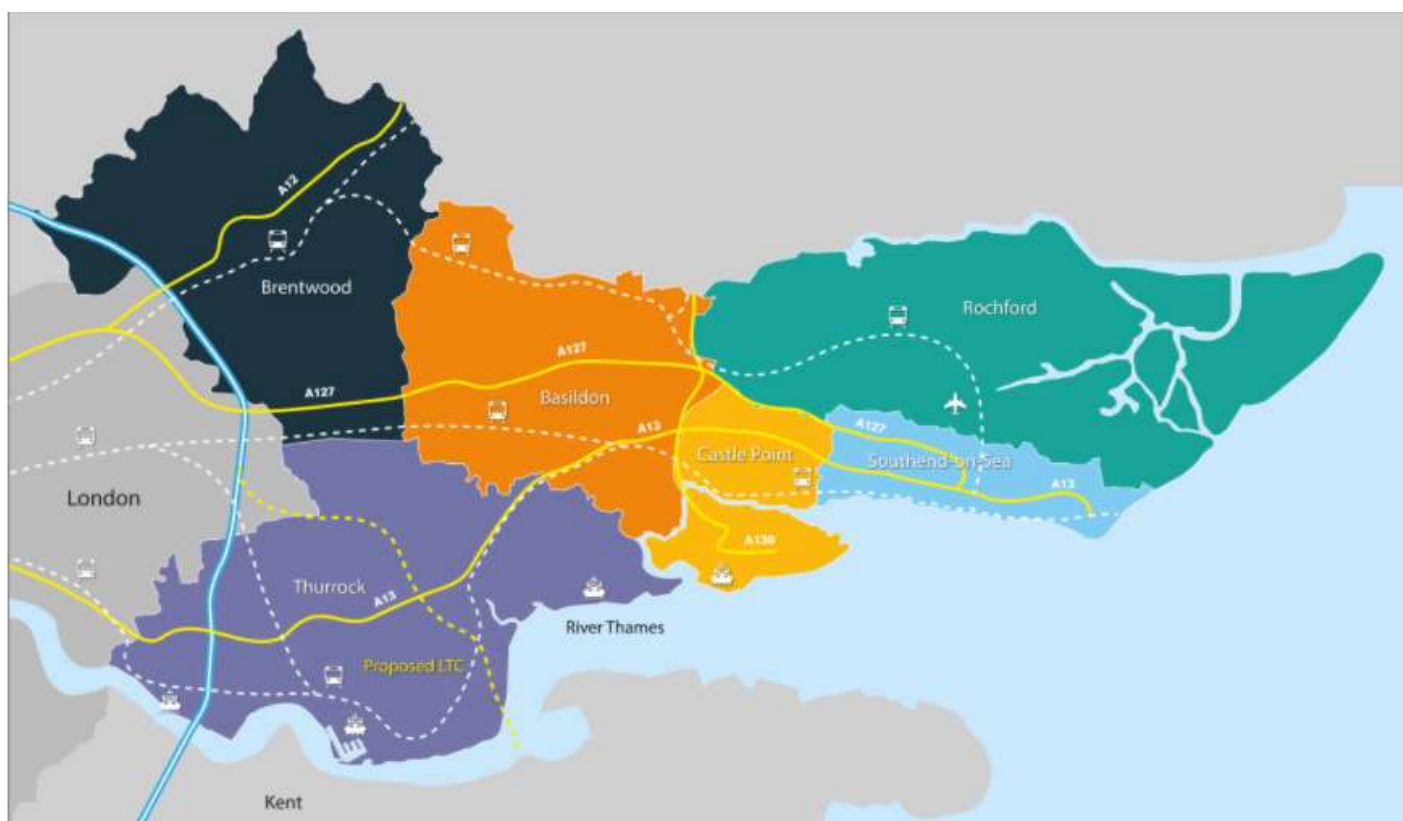 A12
Brentwood
Rochford
A127
A127
Basildon
A13
Castle Point
A127
Southend-on-Sea
A13
London
A130
Thurrock
A13
River Thames
Proposed LTC
Kent